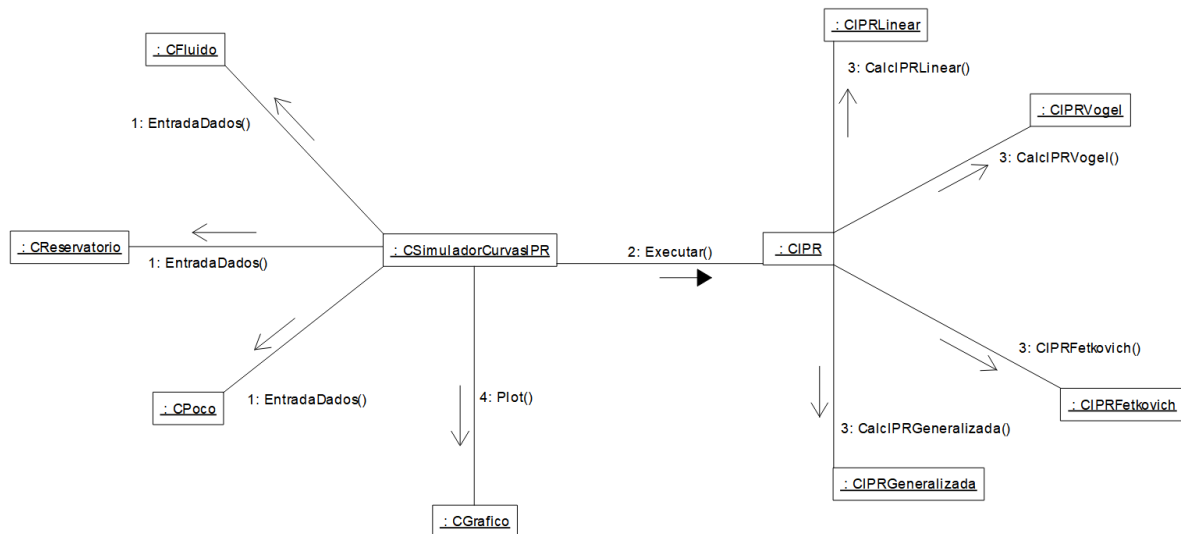 : CIPRLinear
: CFluido
3: CalcIPRLinear()
: CIPRVogel
1: EntradaDados()
3: CalcIPRVogel()
: CReservatorio
: CSimuladorCurvasIPR
2: Executar()
: CIPR
1: EntradaDados()
3: CIPRFetkovich()
: CPoco
1: EntradaDados()
4: Plot()
: CIPRFetkovich
3: CalcIPRGeneralizada()
: CIPRGeneralizada
: CGrafico